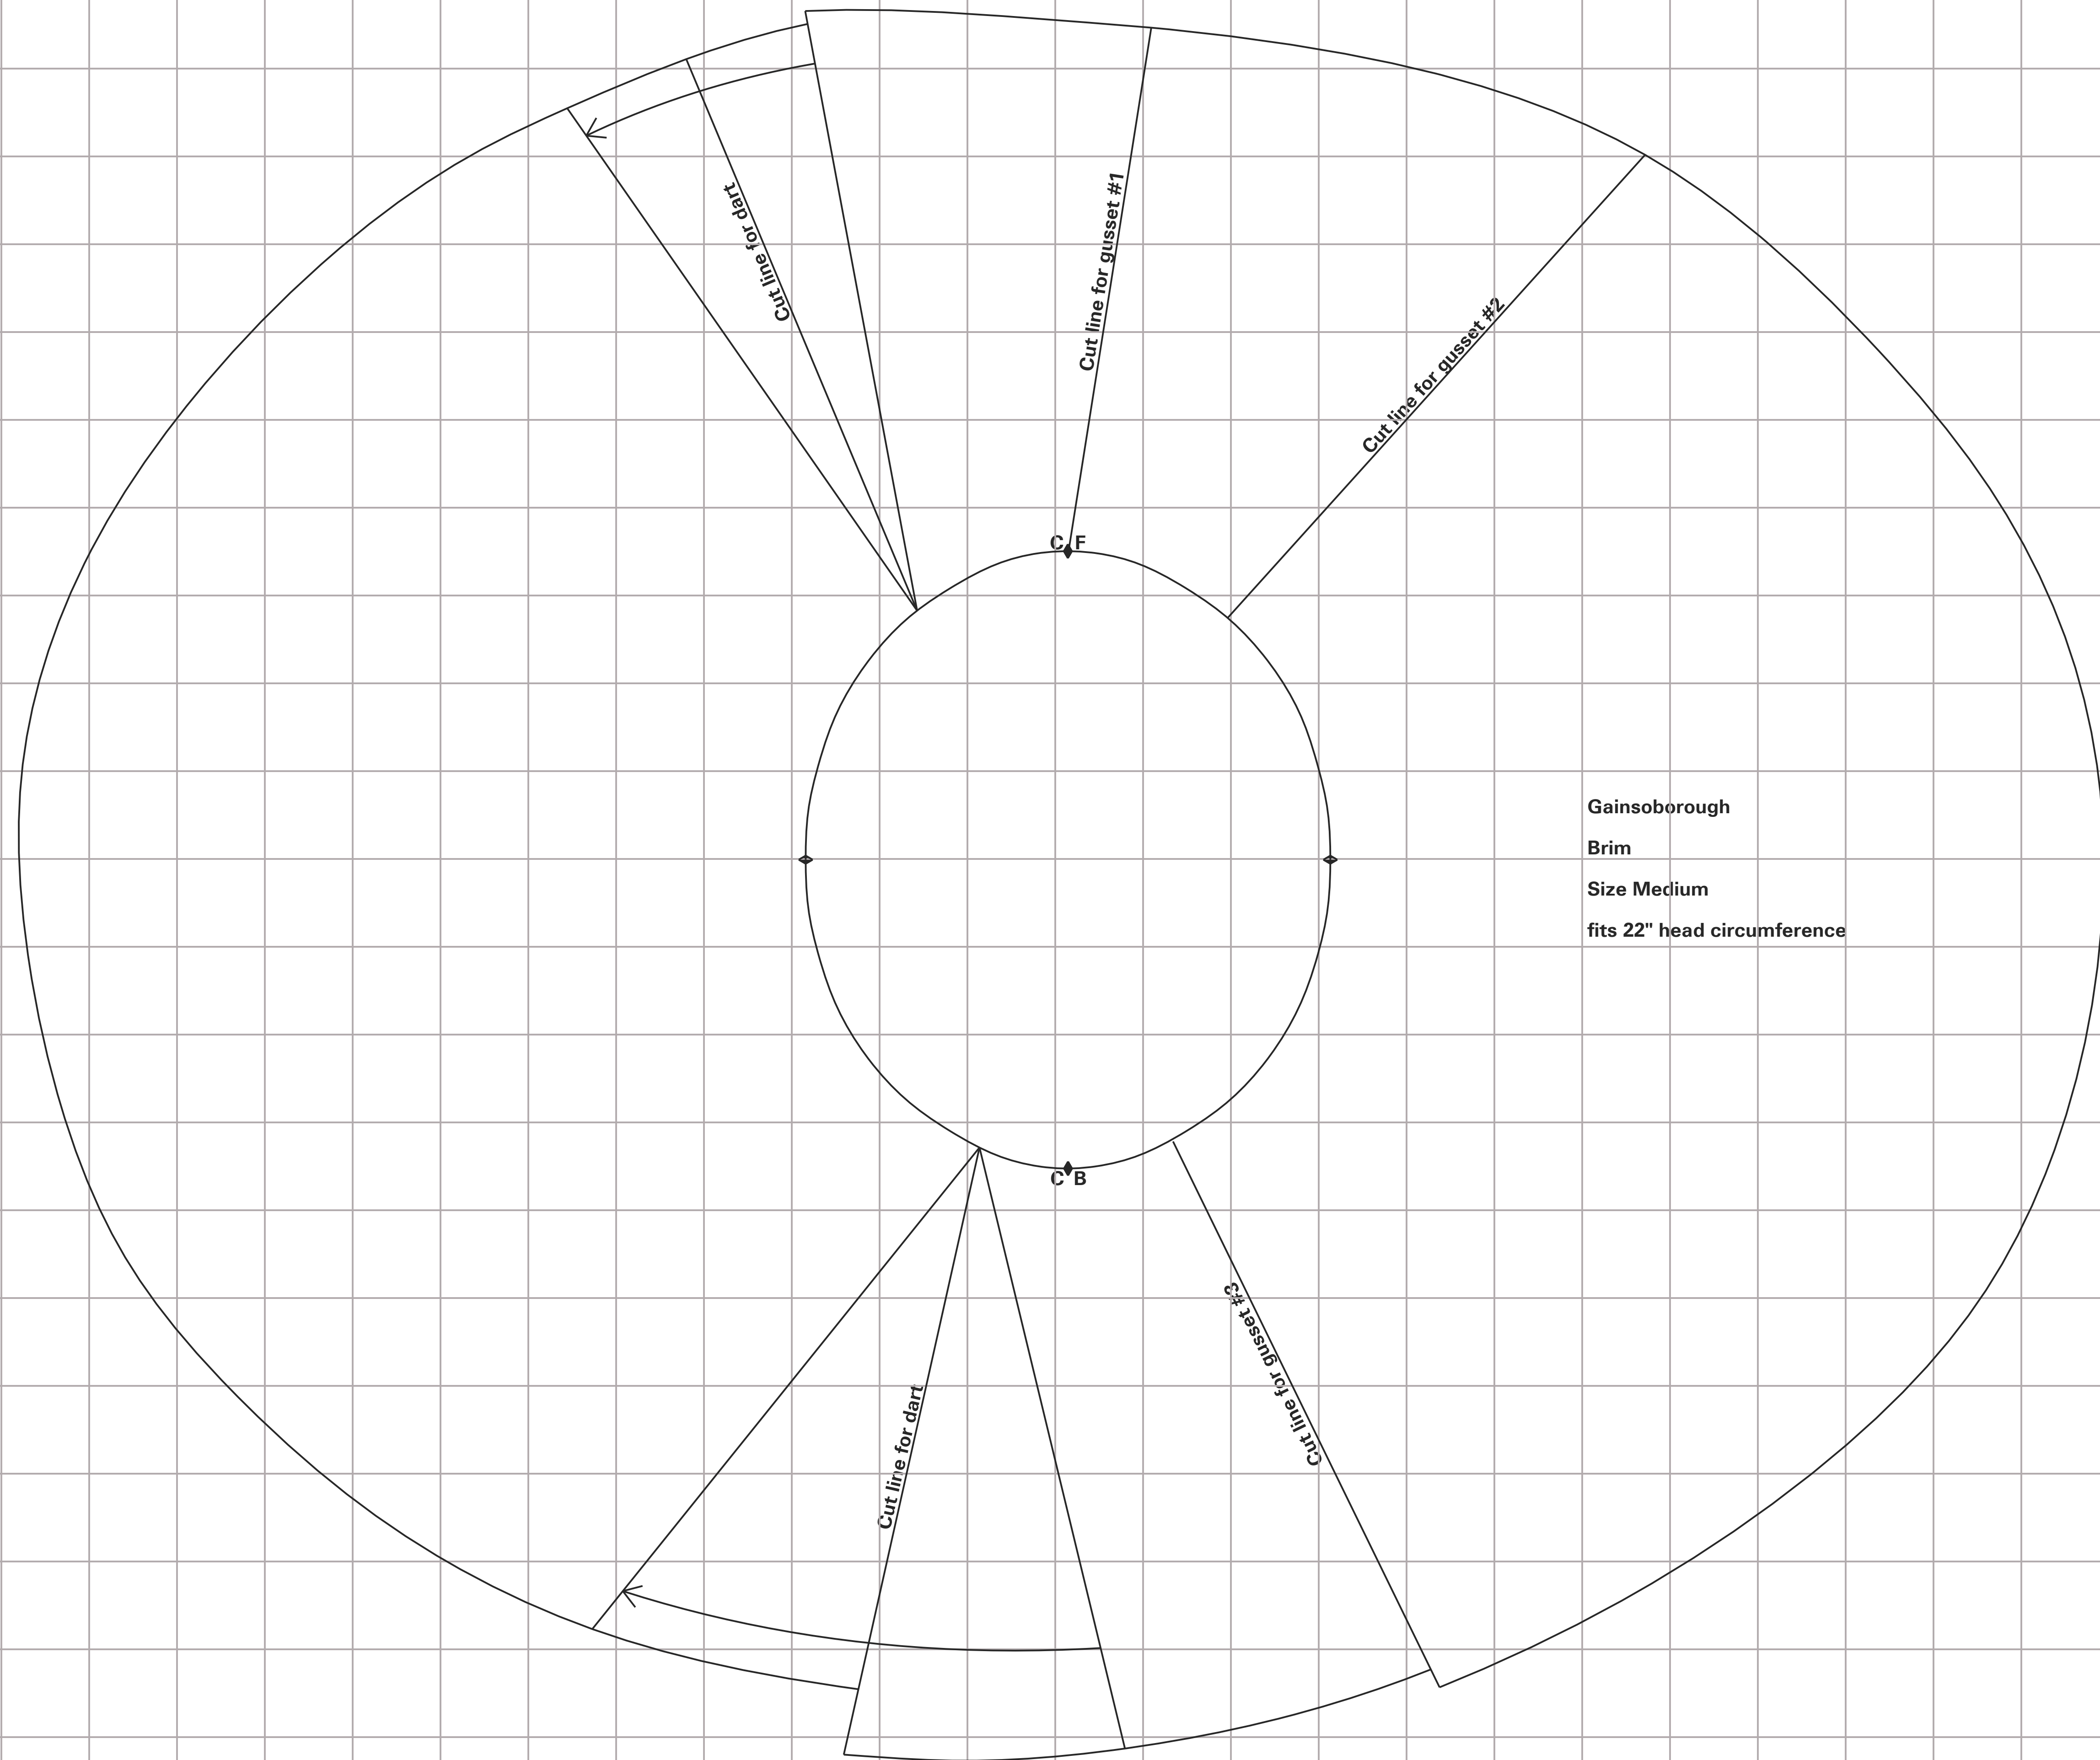 Cut line for dart
Cut line for gusset #1
Cut line for gusset #2
C F
Gainsoborough
Brim
Size Medium
fits 22" head circumference
C B
Cut line for gusset #3
Cut line for dart